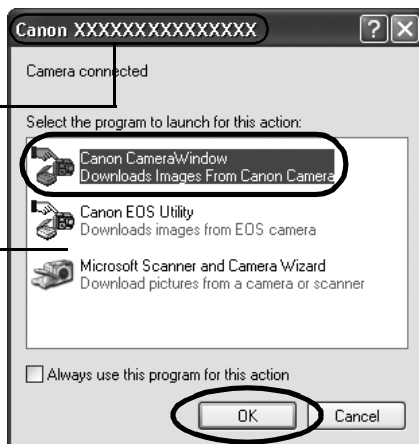 Canon XXXXXXXXXXXXXXX
Camera connected
Select the program to launch for this action:
Canon CameraWindow
Downloads Images From Canon Camera
Canon EOS Utility
Downloads images from EOS camera
Microsoft Scanner and Camera Wizard
Download pictures from a camera or scanner
Always use this program for this action
OK
Cancel